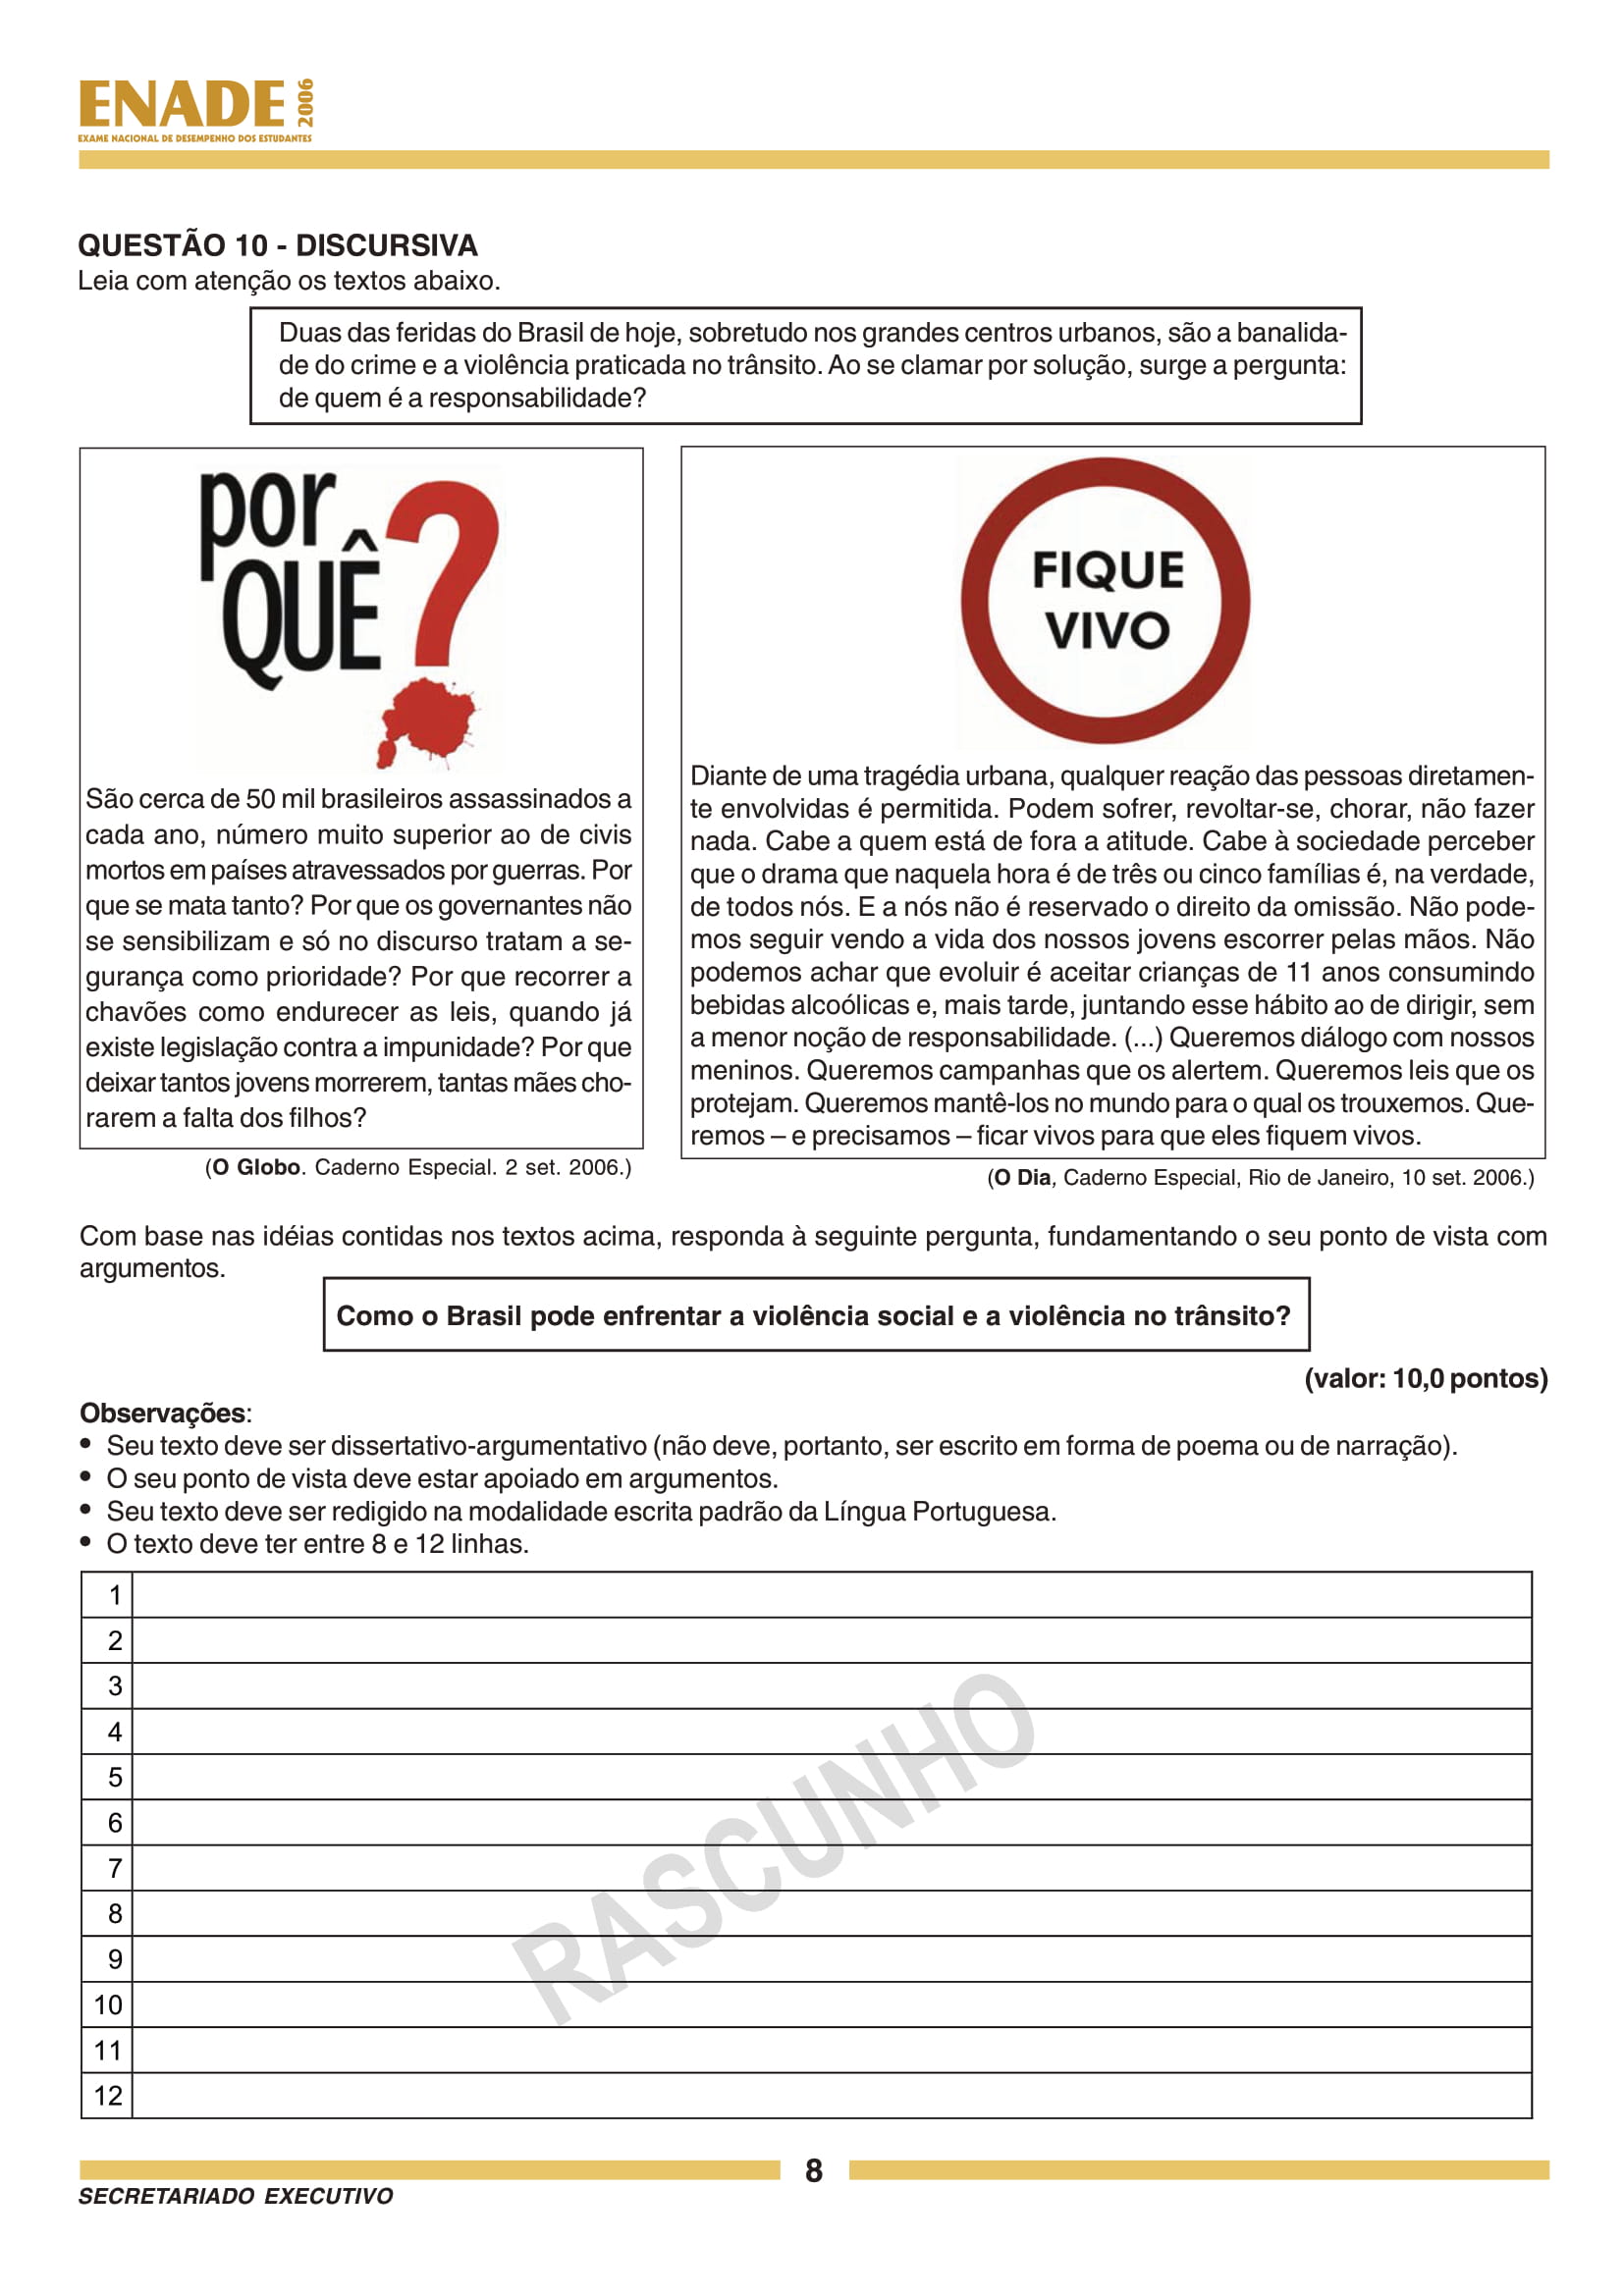 ENADE 2006
EXAME NACIONAL DE DESEMPENHO DOS ESTUDANTES
QUESTÃO 10 - DISCURSIVA
Leia com atenção os textos abaixo.
Duas das feridas do Brasil de hoje, sobretudo nos grandes centros urbanos, são a banalida-
de do crime e a violência praticada no trânsito. Ao se clamar por solução, surge a pergunta:
de quem é a responsabilidade?
por
QUÊ?
São cerca de 50 mil brasileiros assassinados a
cada ano, número muito superior ao de civis
mortos em países atravessados por guerras. Por
que se mata tanto? Por que os governantes não
se sensibilizam e só no discurso tratam a se-
gurança como prioridade? Por que recorrer a
chavões como endurecer as leis, quando já
existe legislação contra a impunidade? Por que
deixar tantos jovens morrerem, tantas mães cho-
rarem a falta dos filhos?
(O Globo. Caderno Especial. 2 set. 2006.)
FIQUE
VIVO
Diante de uma tragédia urbana, qualquer reação das pessoas diretamen-
te envolvidas é permitida. Podem sofrer, revoltar-se, chorar, não fazer
nada. Cabe a quem está de fora a atitude. Cabe à sociedade perceber
que o drama que naquela hora é de três ou cinco famílias é, na verdade,
de todos nós. E a nós não é reservado o direito da omissão. Não pode-
mos seguir vendo a vida dos nossos jovens escorrer pelas mãos. Não
podemos achar que evoluir é aceitar crianças de 11 anos consumindo
bebidas alcoólicas e, mais tarde, juntando esse hábito ao de dirigir, sem
a menor noção de responsabilidade. (...) Queremos diálogo com nossos
meninos. Queremos campanhas que os alertem. Queremos leis que os
protejam. Queremos mantê-los no mundo para o qual os trouxemos. Que-
remos – e precisamos – ficar vivos para que eles fiquem vivos.
(O Dia, Caderno Especial, Rio de Janeiro, 10 set. 2006.)
Com base nas idéias contidas nos textos acima, responda à seguinte pergunta, fundamentando o seu ponto de vista com
argumentos.
Como o Brasil pode enfrentar a violência social e a violência no trânsito?
(valor: 10,0 pontos)
Observações:
• Seu texto deve ser dissertativo-argumentativo (não deve, portanto, ser escrito em forma de poema ou de narração).
• O seu ponto de vista deve estar apoiado em argumentos.
• Seu texto deve ser redigido na modalidade escrita padrão da Língua Portuguesa.
• O texto deve ter entre 8 e 12 linhas.
1
2
3
4
5
6
7
8
9
10
11
12
RASCUNHO
8
SECRETARIADO EXECUTIVO